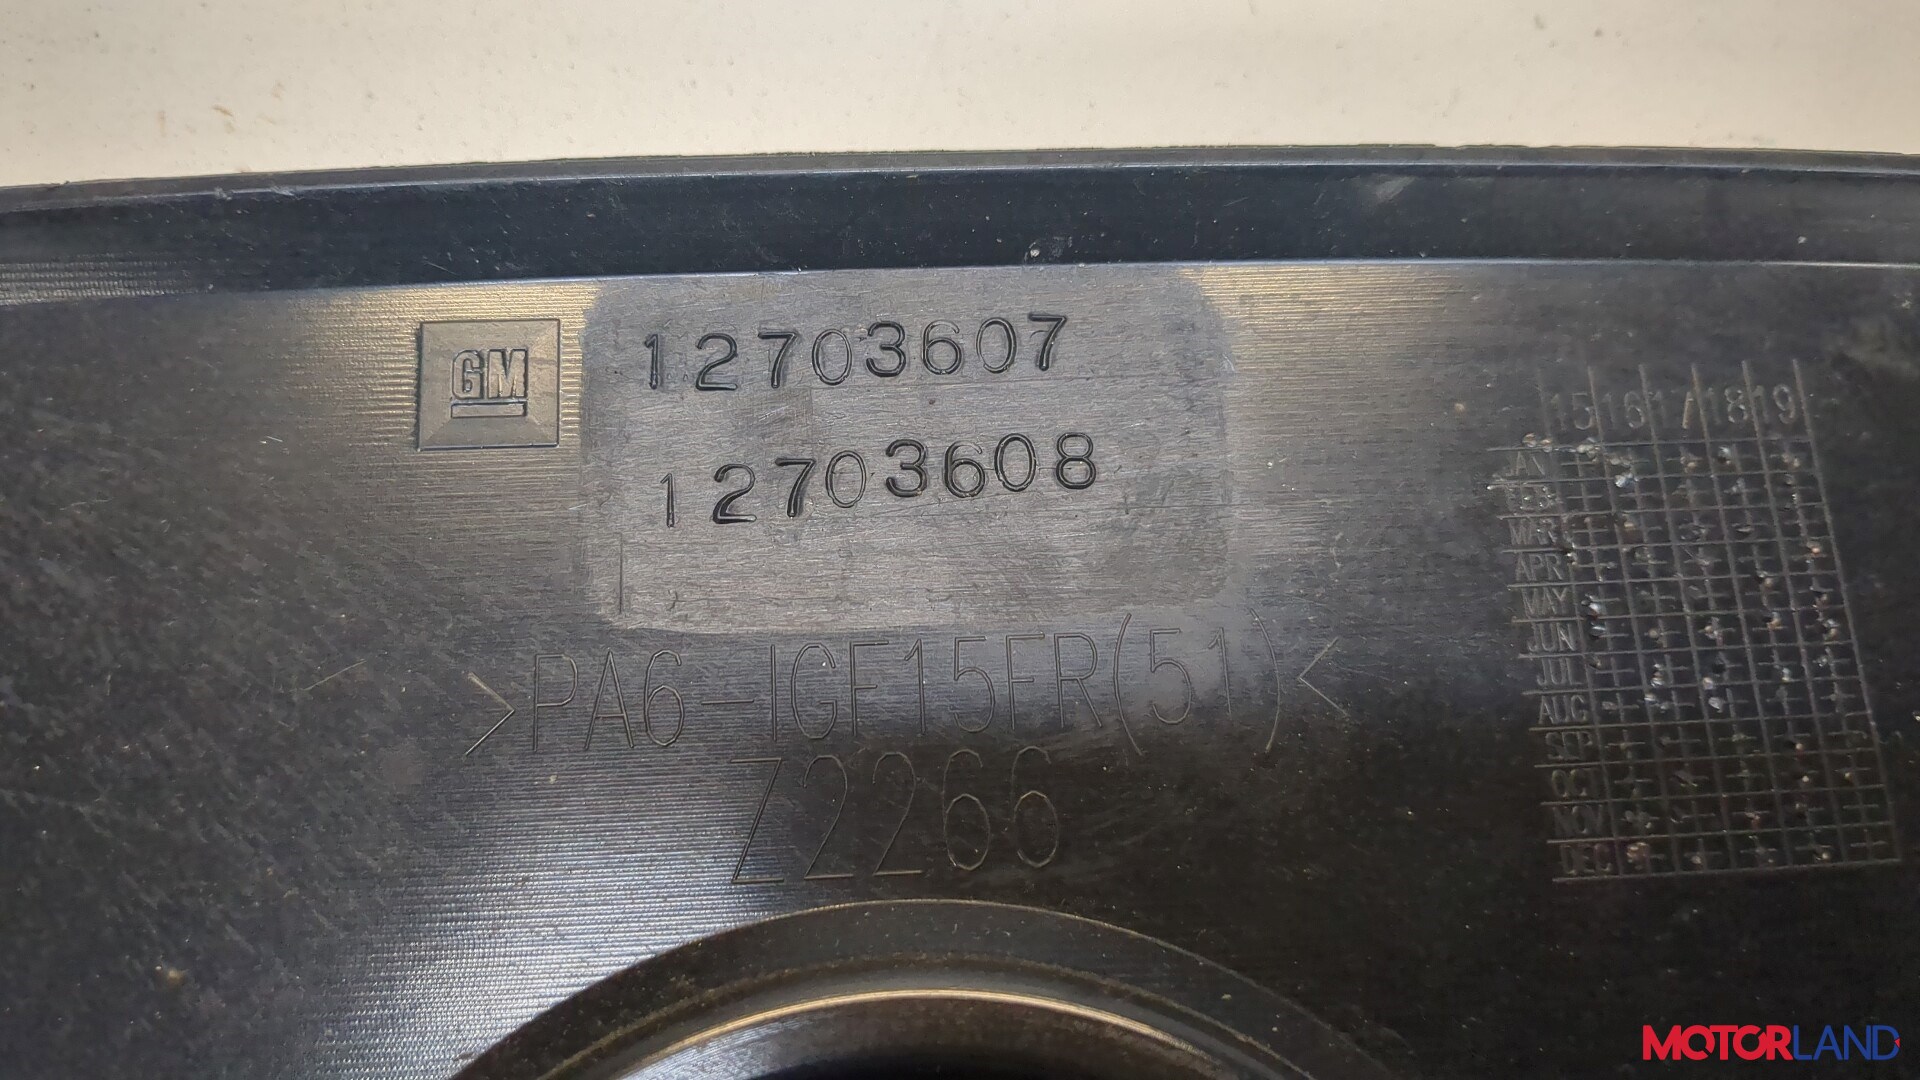 GM
12703607
12703608
>PA6-IGF15FR(51)<
Z2266
15 16 17 18 19
JAN
FEB
MAR
APR
MAY
JUN
JUL
AUG
SEP
OCT
NOV
DEC
MOTORLAND